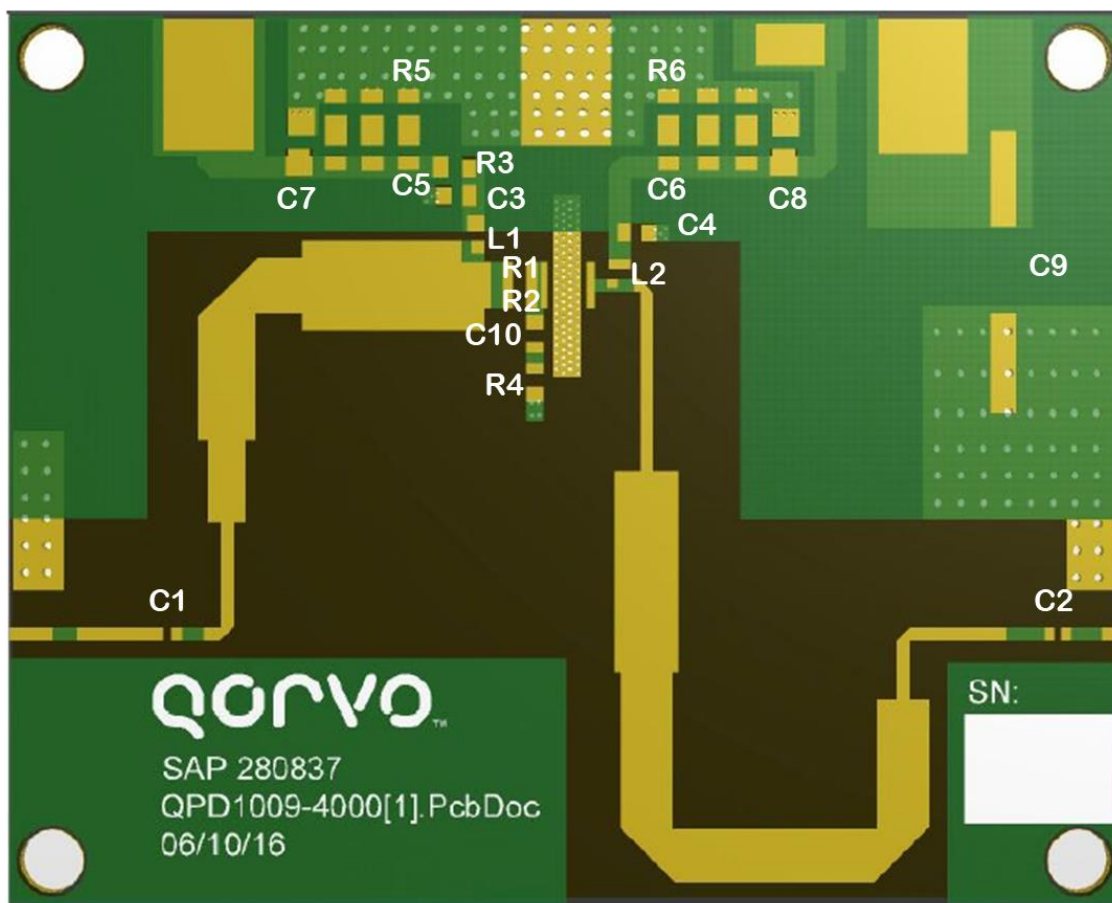 R5
R6
R3
C5
C3
C7
C6
C8
C4
L1
R1
L2
C9
R2
C10
R4
C1
C2
QORVO™
SN:
SAP 280837
QPD1009-4000[1].PcbDoc
06/10/16